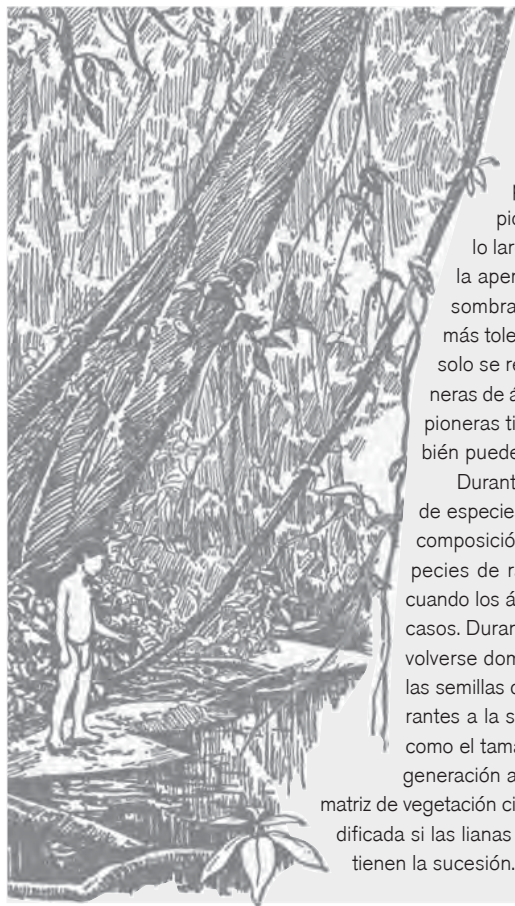 p
pio
lo lar
la aper
sombra
más tole
solo se re
neras de á
pioneras ti
bién puede
Durant
de especie
composición
pecies de r
cuando los á
casos. Duran
volverse dom
las semillas d
rantes a la s
como el tama
generación a
matriz de vegetación ci
dificada si las lianas
tienen la sucesión.